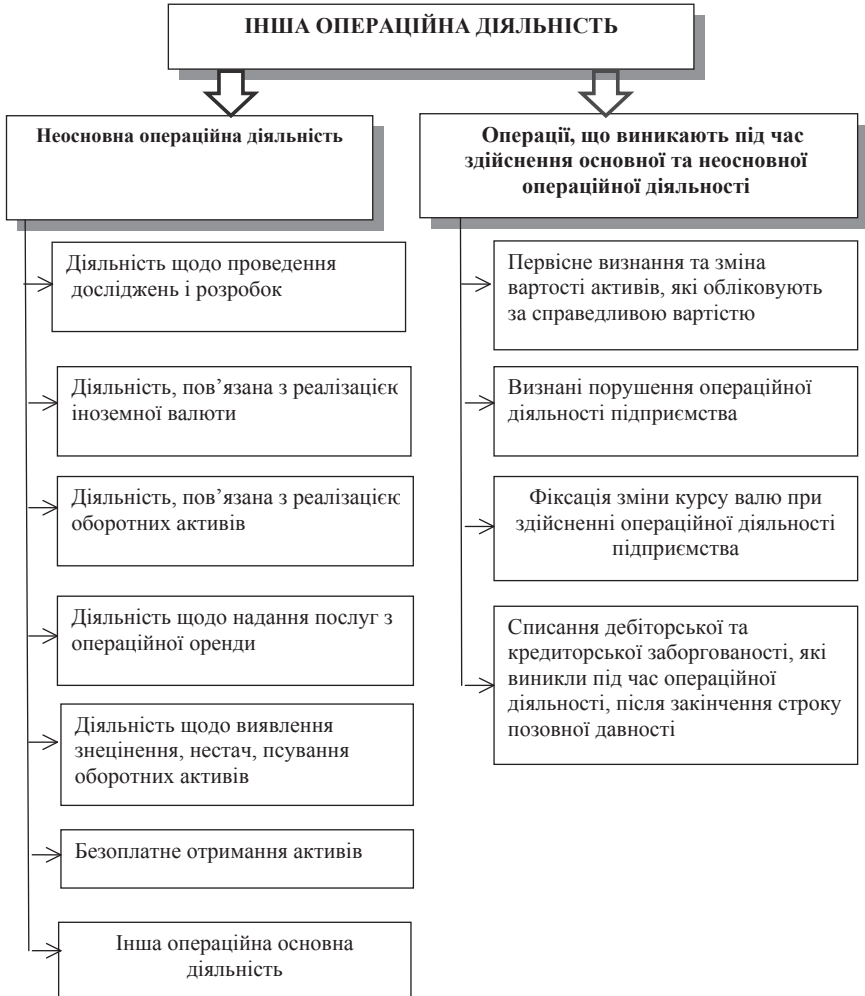 ІНША ОПЕРАЦІЙНА ДІЯЛЬНІСТЬ
Неосновна операційна діяльність
Діяльність щодо проведення
досліджень і розробок
Діяльність, пов’язана з реалізацією
іноземної валюти
Діяльність, пов’язана з реалізацією
оборотних активів
Діяльність щодо надання послуг з
операційної оренди
Діяльність щодо виявлення
знецінення, нестач, псування
оборотних активів
Безоплатне отримання активів
Інша операційна основна
діяльність
Операції, що виникають під час
здійснення основної та неосновної
операційної діяльності
Первісне визнання та зміна
вартості активів, які обліковують
за справедливою вартістю
Визнані порушення операційної
діяльності підприємства
Фіксація зміни курсу валю при
здійсненні операційної діяльності
підприємства
Списання дебіторської та
кредиторської заборгованості, які
виникли під час операційної
діяльності, після закінчення строку
позовної давності